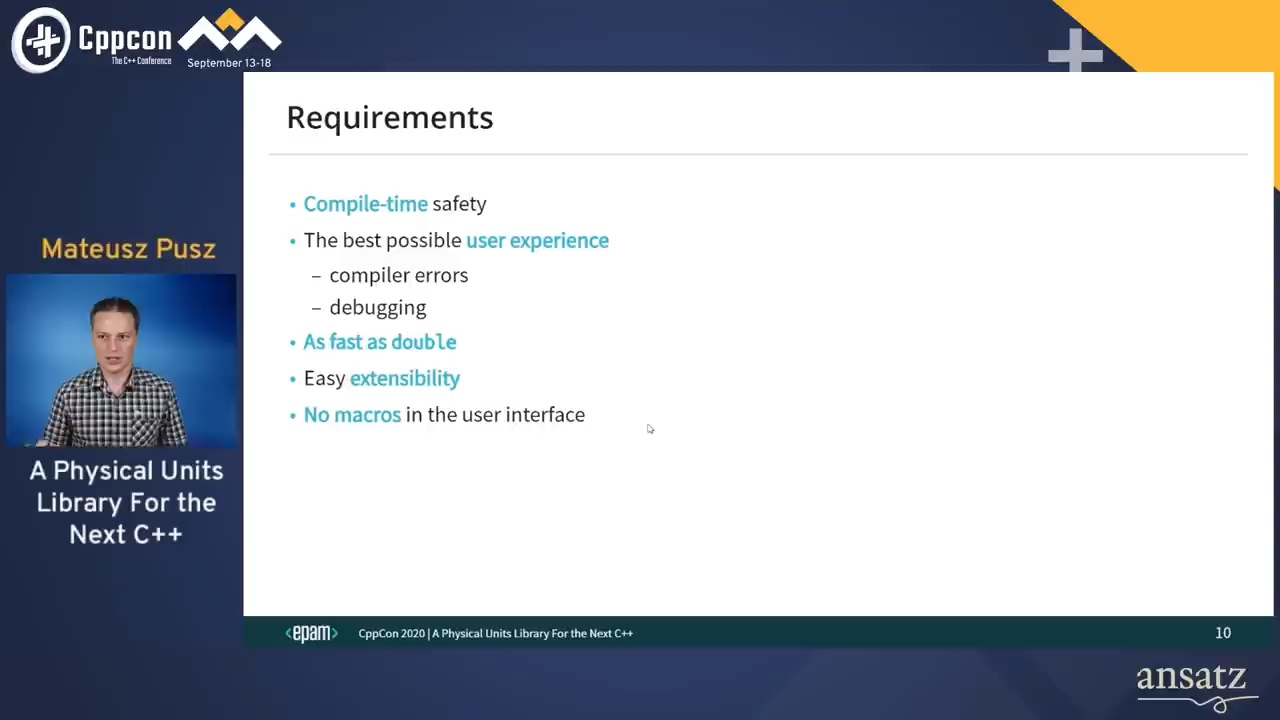 Cppcon
The C++ Conference
September 13-18
Requirements
• Compile-time safety
• The best possible user experience
– compiler errors
– debugging
• As fast as double
• Easy extensibility
• No macros in the user interface
Mateusz Pusz
A Physical Units
Library For the
Next C++
<epam> CppCon 2020 | A Physical Units Library For the Next C++ 10
ansatz